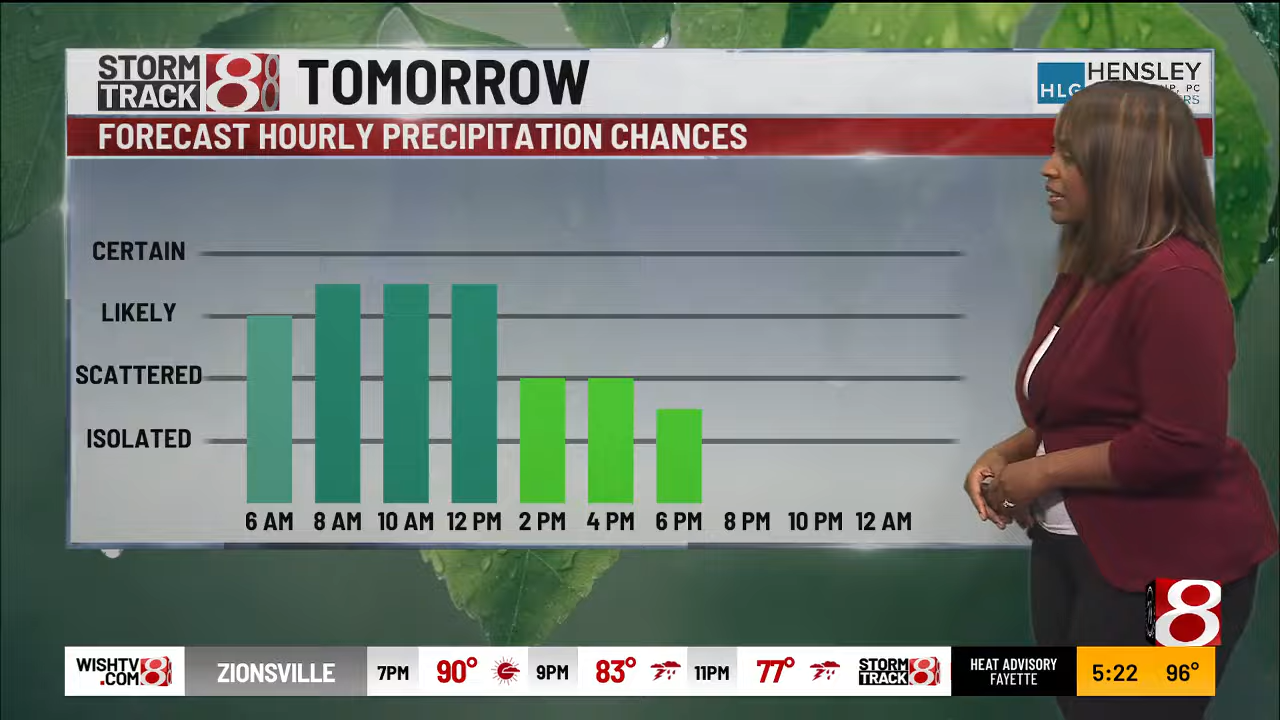 STORM TRACK 8 TOMORROW
HENSLEY
HLG
PC
FORECAST HOURLY PRECIPITATION CHANCES
CERTAIN
LIKELY
SCATTERED
ISOLATED
6 AM 8 AM 10 AM 12 PM 2 PM 4 PM 6 PM 8 PM 10 PM 12 AM
8
WISHTV.COM 8 ZIONSVILLE 7PM 90° 9PM 83° 11PM 77° STORM TRACK 8 HEAT ADVISORY FAYETTE 5:22 96°